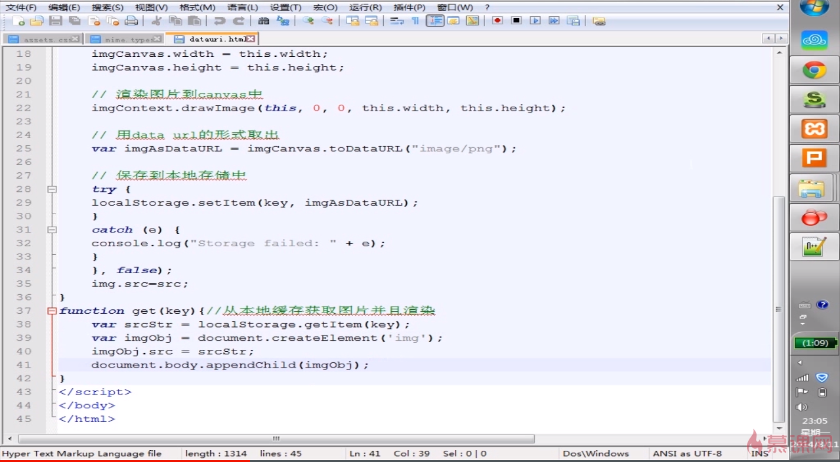 文件(F) 编辑(E) 搜索(S) 视图(V) 格式(M) 语言(L) 设置(T) 宏(O) 运行(R) 插件(P) 窗口(W) ? X
assets.css mime.types datauri.html
18 imgCanvas.width = this.width;
19 imgCanvas.height = this.height;
20
21 // 渲染图片到canvas中
22 imgContext.drawImage(this, 0, 0, this.width, this.height);
23
24 // 用data url的形式取出
25 var imgAsDataURL = imgCanvas.toDataURL("image/png");
26
27 // 保存到本地存储中
28 try {
29 localStorage.setItem(key, imgAsDataURL);
30 }
31 catch (e) {
32 console.log("Storage failed: " + e);
33 }
34 }, false);
35 img.src=src;
36 }
37 function get(key){//从本地缓存获取图片并且渲染
38 var srcStr = localStorage.getItem(key);
39 var imgObj = document.createElement('img');
40 imgObj.src = srcStr;
41 document.body.appendChild(imgObj);
42 }
43 </script>
44 </body>
45 </html>
Hyper Text Markup Language file length : 1314 lines : 45 Ln : 41 Col : 39 Sel : 0 | 0 Dos\Windows ANSI as UTF-8 INS
(1:09)
23:05
星期一
慕课网